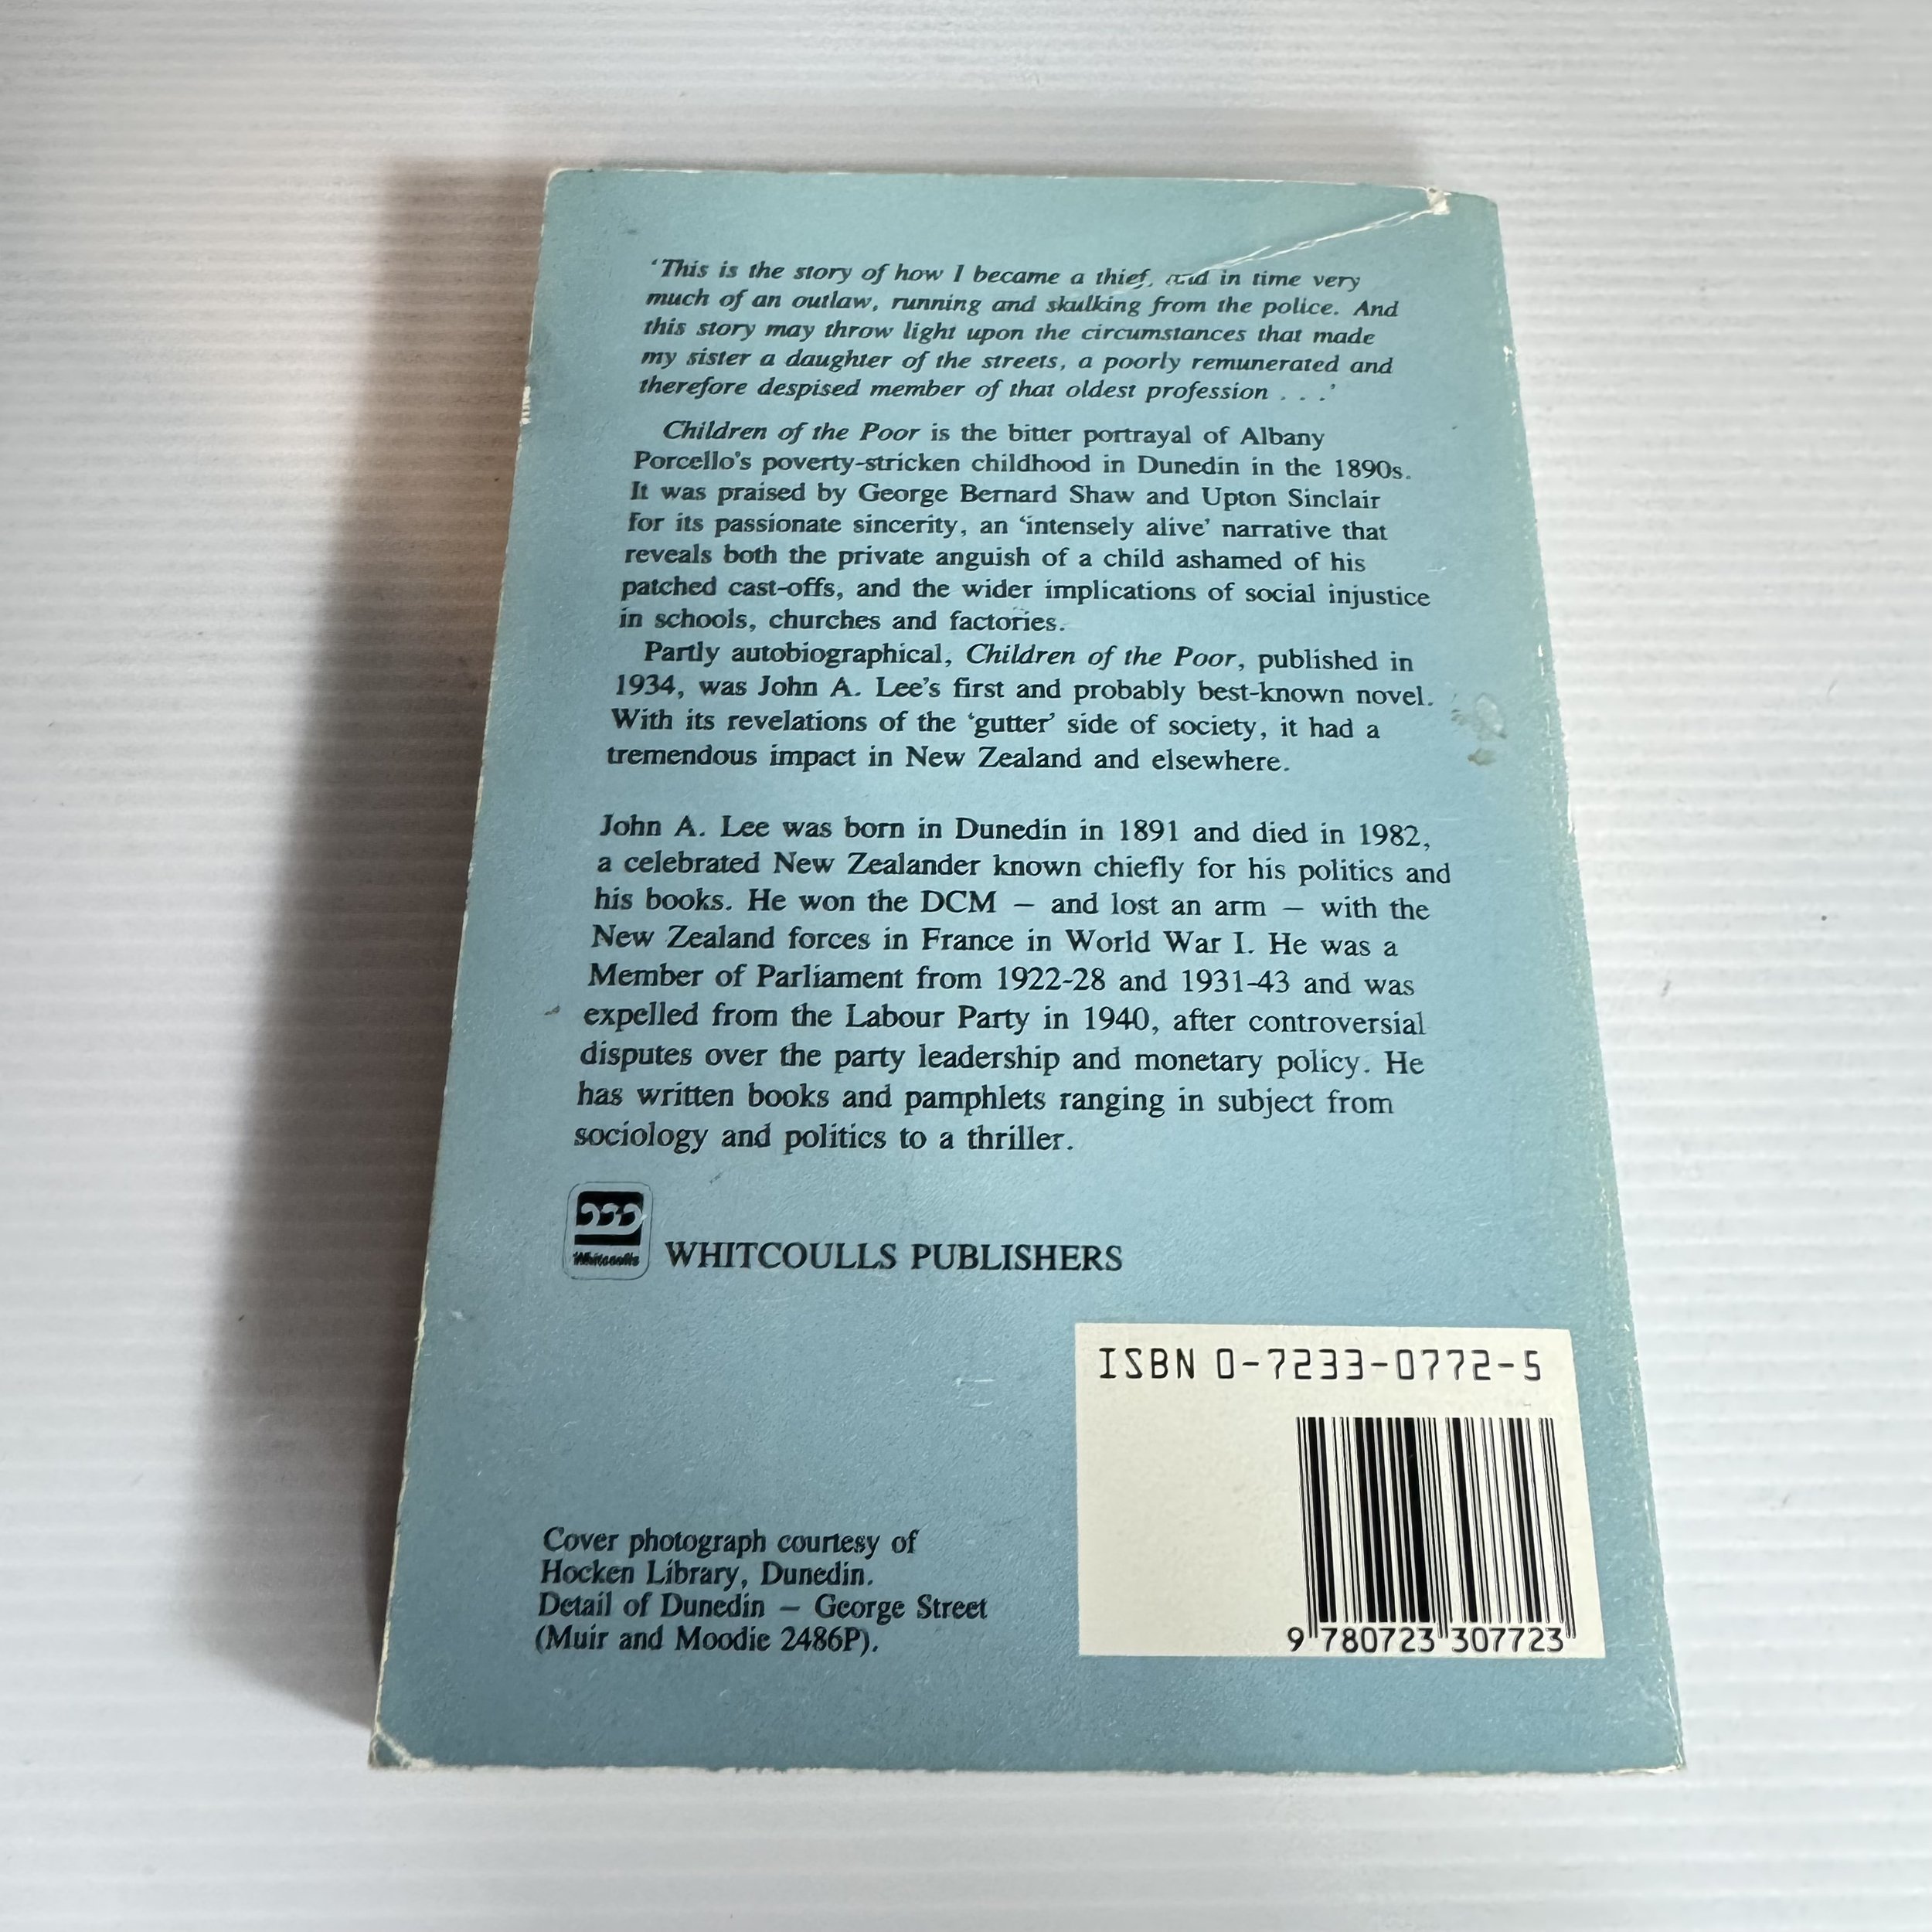 ‘This is the story of how I became a thief, and in time very
much of an outlaw, running and skulking from the police. And
this story may throw light upon the circumstances that made
my sister a daughter of the streets, a poorly remunerated and
therefore despised member of that oldest profession . . .’
Children of the Poor is the bitter portrayal of Albany
Porcello’s poverty-stricken childhood in Dunedin in the 1890s.
It was praised by George Bernard Shaw and Upton Sinclair
for its passionate sincerity, an ‘intensely alive’ narrative that
reveals both the private anguish of a child ashamed of his
patched cast-offs, and the wider implications of social injustice
in schools, churches and factories.
Partly autobiographical, Children of the Poor, published in
1934, was John A. Lee’s first and probably best-known novel.
With its revelations of the ‘gutter’ side of society, it had a
tremendous impact in New Zealand and elsewhere.
John A. Lee was born in Dunedin in 1891 and died in 1982,
a celebrated New Zealander known chiefly for his politics and
his books. He won the DCM – and lost an arm – with the
New Zealand forces in France in World War I. He was a
Member of Parliament from 1922-28 and 1931-43 and was
expelled from the Labour Party in 1940, after controversial
disputes over the party leadership and monetary policy. He
has written books and pamphlets ranging in subject from
sociology and politics to a thriller.
Whitcoulls
WHITCOULLS PUBLISHERS
ISBN 0-7233-0772-5
9 780723 307723
Cover photograph courtesy of
Hocken Library, Dunedin.
Detail of Dunedin – George Street
(Muir and Moodie 2486P).